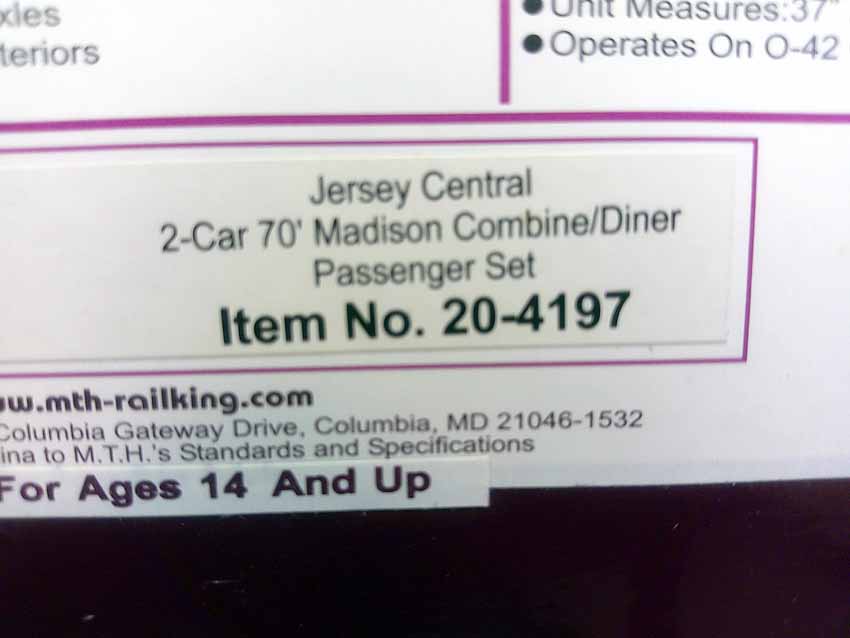 xles
teriors
● Unit Measures:37"
● Operates On O-42
Jersey Central
2-Car 70' Madison Combine/Diner
Passenger Set
Item No. 20-4197
w.mth-railking.com
Columbia Gateway Drive, Columbia, MD 21046-1532
ina to M.T.H.'s Standards and Specifications
For Ages 14 And Up